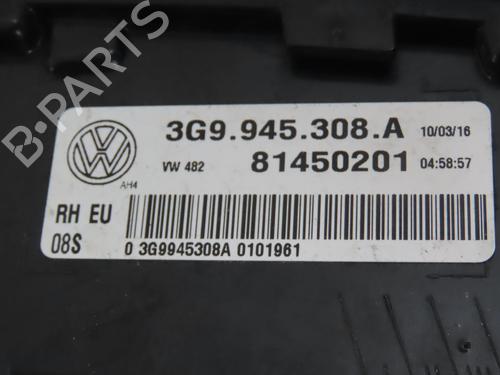 B-PARTS
3G9.945.308.A 10/03/16
VW 482 81450201 04:58:57
AH4
RH EU
08S 0 3G9945308A 0101961